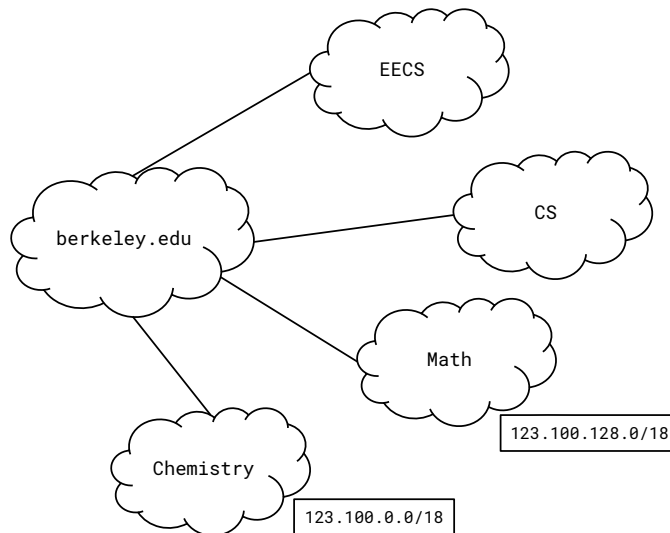 EECS
CS
berkeley.edu
Math
123.100.128.0/18
Chemistry
123.100.0.0/18